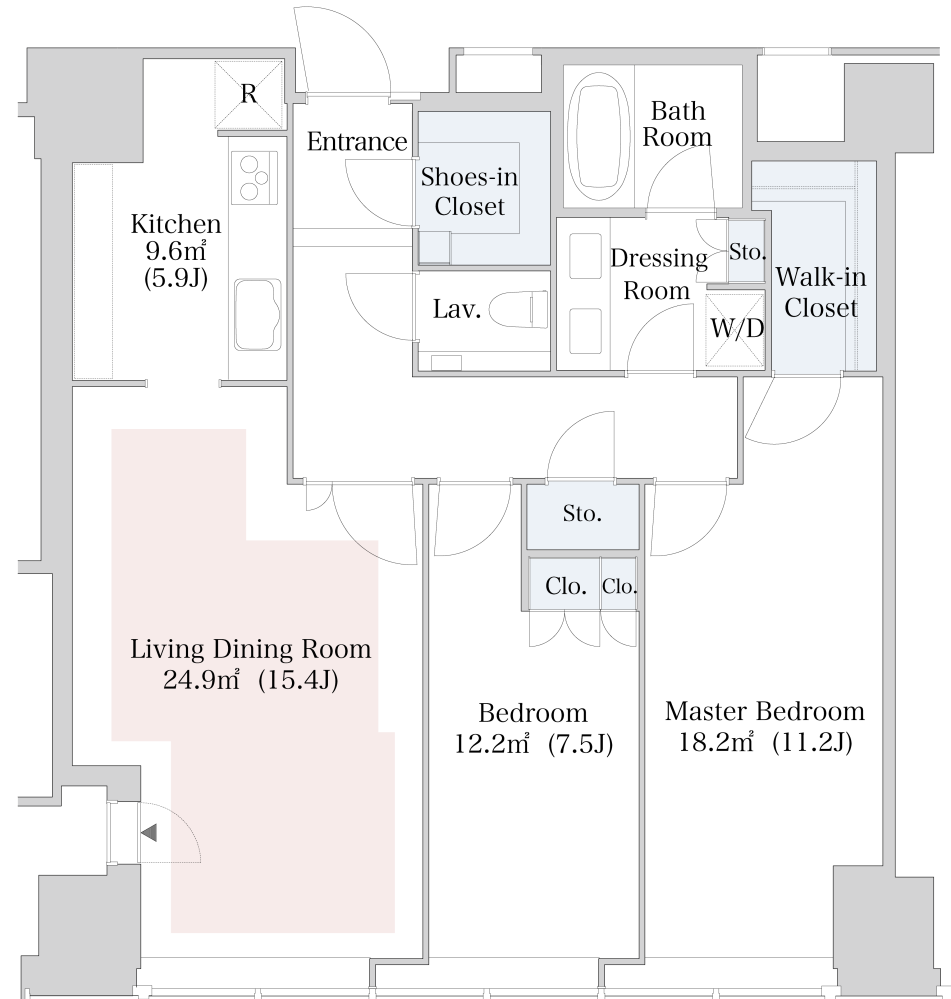 R
Entrance
Bath
Room
Shoes-in
Closet
Kitchen
9.6㎡
(5.9J)
Dressing
Room
Sto.
Walk-in
Closet
Lav.
W/D
Sto.
Clo.
Clo.
Living Dining Room
24.9㎡ (15.4J)
Bedroom
12.2㎡ (7.5J)
Master Bedroom
18.2㎡ (11.2J)